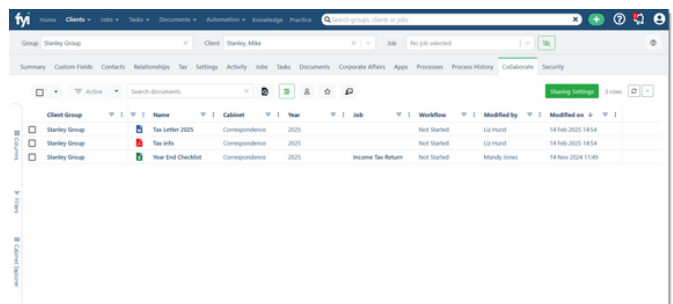 fyi Home Clients Jobs Tasks Documents Automation Knowledge Practice Search groups, clients or jobs
Group Stanley Group Client Stanley, Mike Job No job selected
Summary Custom Fields Contacts Relationships Tax Settings Activity Jobs Tasks Documents Corporate Affairs Apps Processes Process History Collaborate Security
Active Search documents Sharing Settings 3 rows
Client Group Name Cabinet Year Job Workflow Modified by Modified on
Stanley Group Tax Letter 2025 Correspondence 2025 Not Started Liz Hurst 14 Feb 2025 14:54
Stanley Group Tax Info Correspondence 2025 Not Started Liz Hurst 14 Feb 2025 14:54
Stanley Group Year End Checklist Correspondence 2025 Income Tax Return Not Started Mandy Jones 14 Nov 2024 11:49
Columns
Filters
Cabinet Explorer